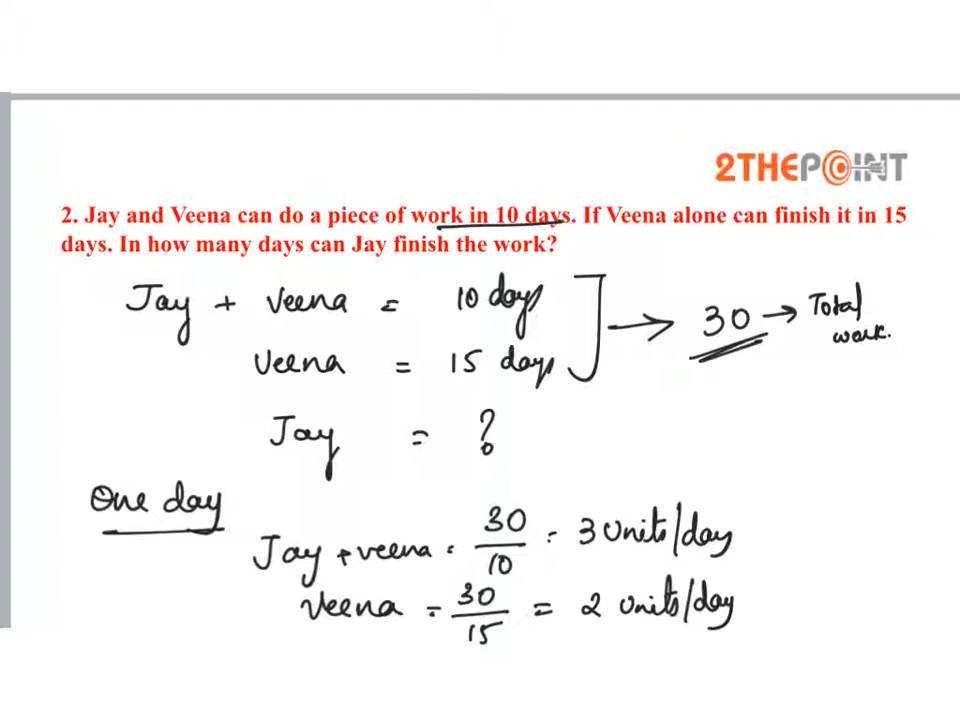 2THEPOINT
2. Jay and Veena can do a piece of work in 10 days. If Veena alone can finish it in 15
days. In how many days can Jay finish the work?
Jay + Veena = 10 days
Veena = 15 days
→ 30 → Total work.
Jay = ?
One day
Jay + veena = 30/10 = 3 units/day
Veena = 30/15 = 2 units/day